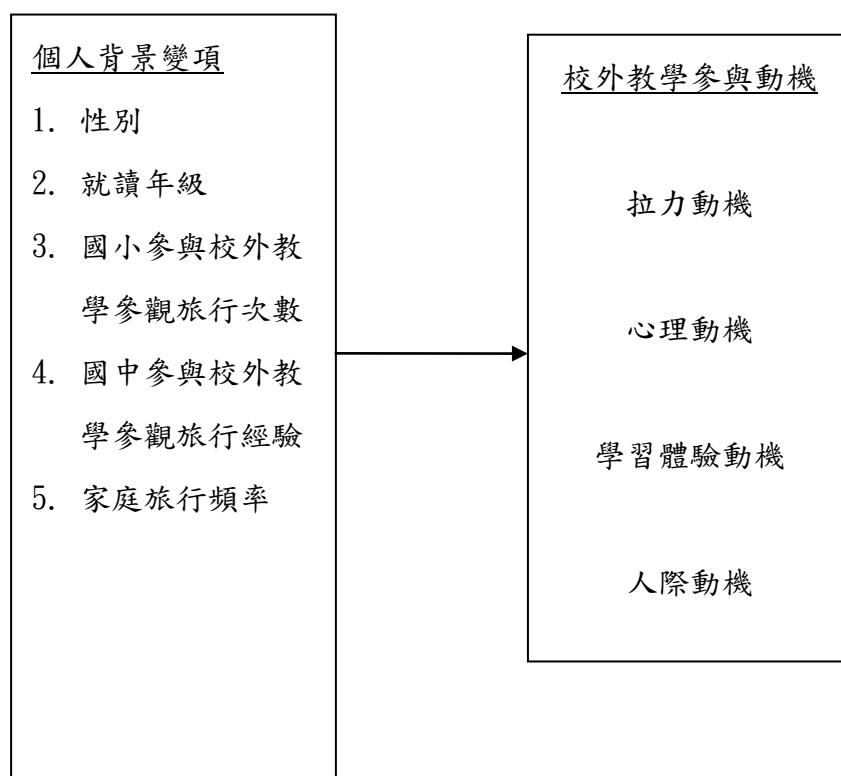 個人背景變項
1. 性別
2. 就讀年級
3. 國小參與校外教
學參觀旅行次數
4. 國中參與校外教
學參觀旅行經驗
5. 家庭旅行頻率
校外教學參與動機
拉力動機
心理動機
學習體驗動機
人際動機